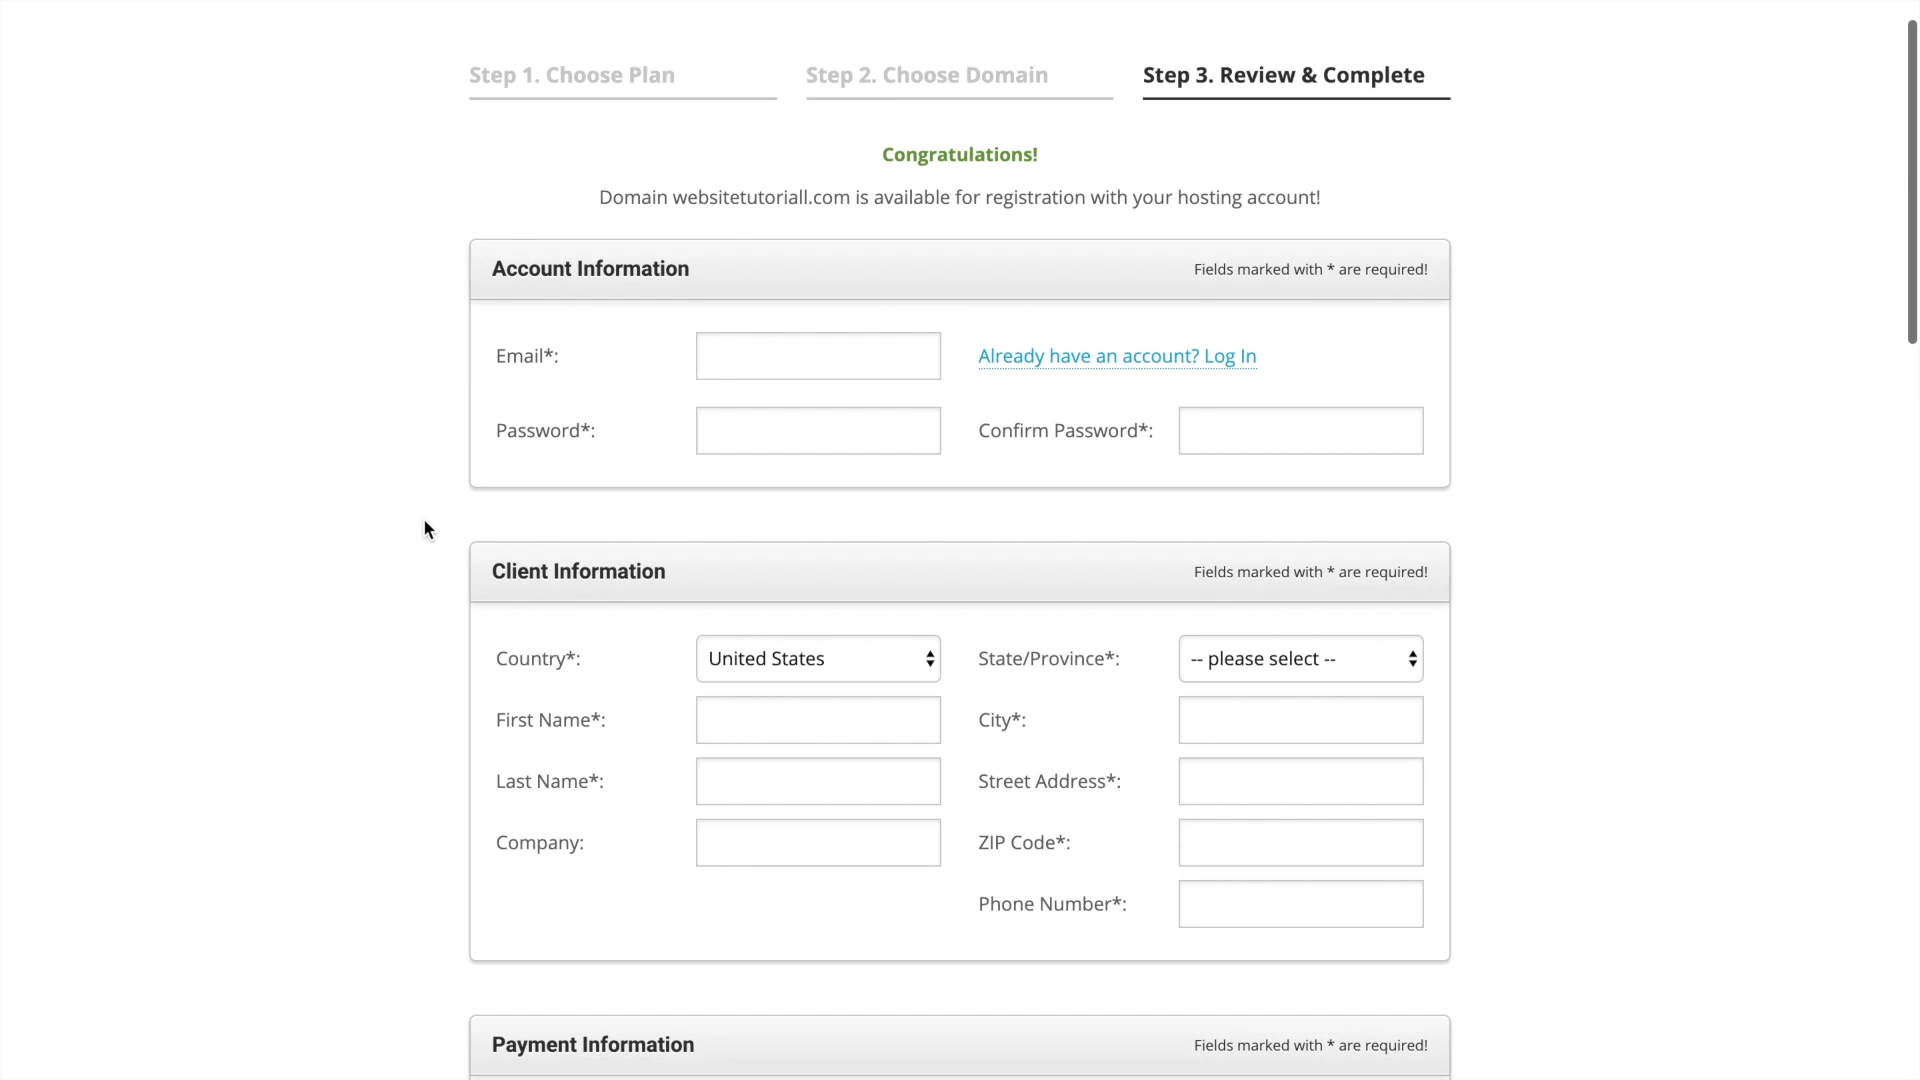 Step 1. Choose Plan
Step 2. Choose Domain
Step 3. Review & Complete
Congratulations!
Domain websitetutoriall.com is available for registration with your hosting account!
Account Information
Fields marked with * are required!
Email*:
Already have an account? Log In
Password*:
Confirm Password*:
Client Information
Fields marked with * are required!
Country*:
United States
State/Province*:
-- please select --
First Name*:
City*:
Last Name*:
Street Address*:
Company:
ZIP Code*:
Phone Number*:
Payment Information
Fields marked with * are required!